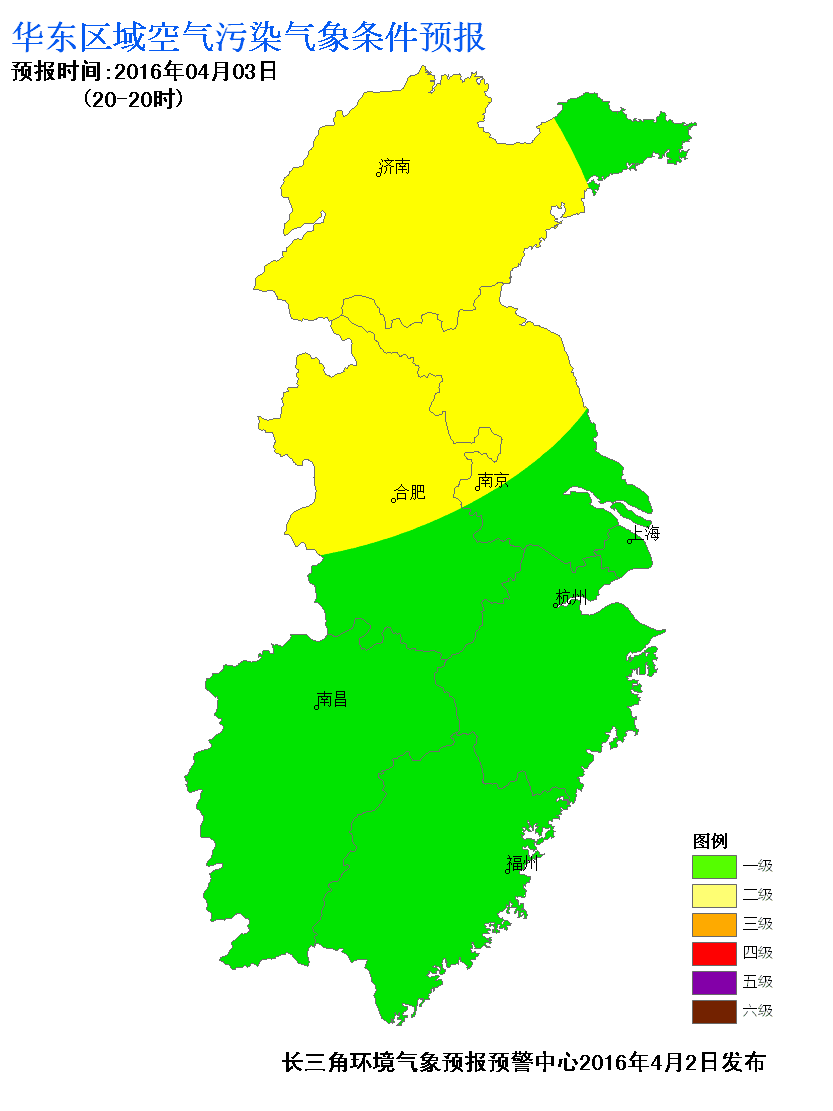 华东区域空气污染气象条件预报
预报时间:2016年04月03日
(20-20时)
济南
合肥
南京
上海
杭州
南昌
福州
图例
一级
二级
三级
四级
五级
六级
长三角环境气象预报预警中心2016年4月2日发布